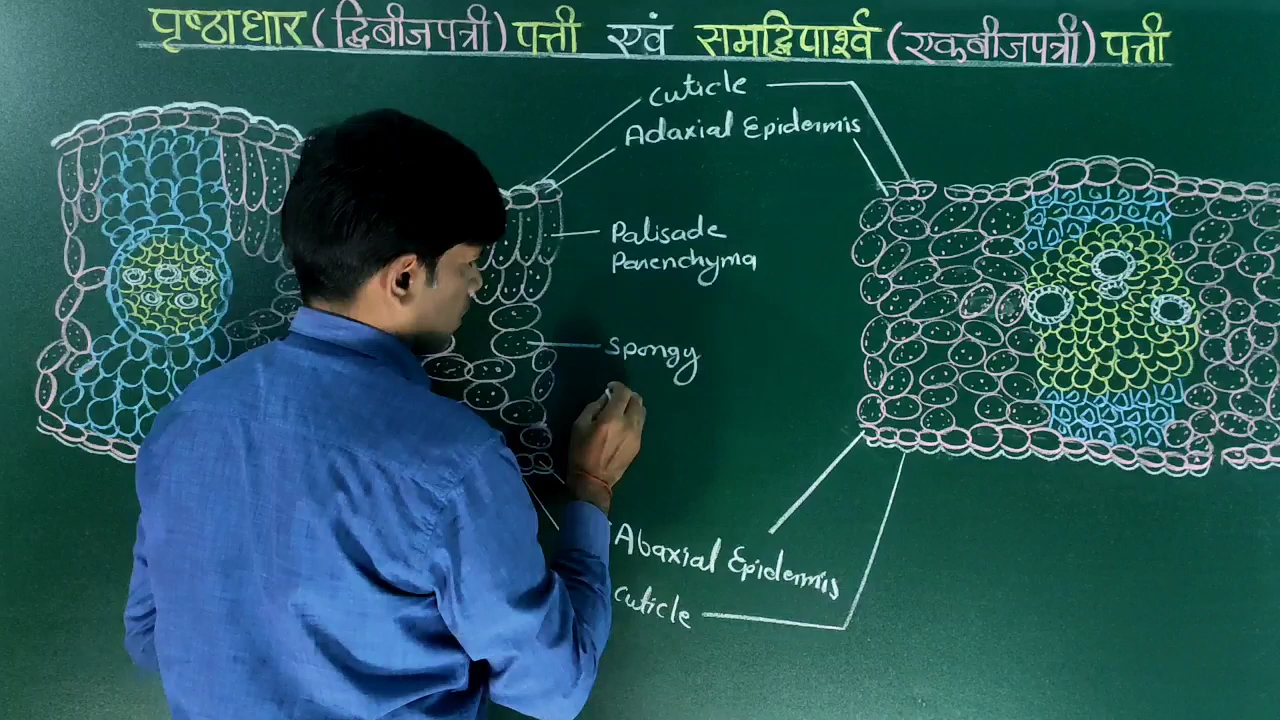 पृष्ठाधार (द्विबीजपत्री) पत्ती एवं समद्विपार्श्व (एकबीजपत्री) पत्ती
Cuticle
Adaxial Epidermis
Palisade
Parenchyma
Spongy
Abaxial Epidermis
Cuticle